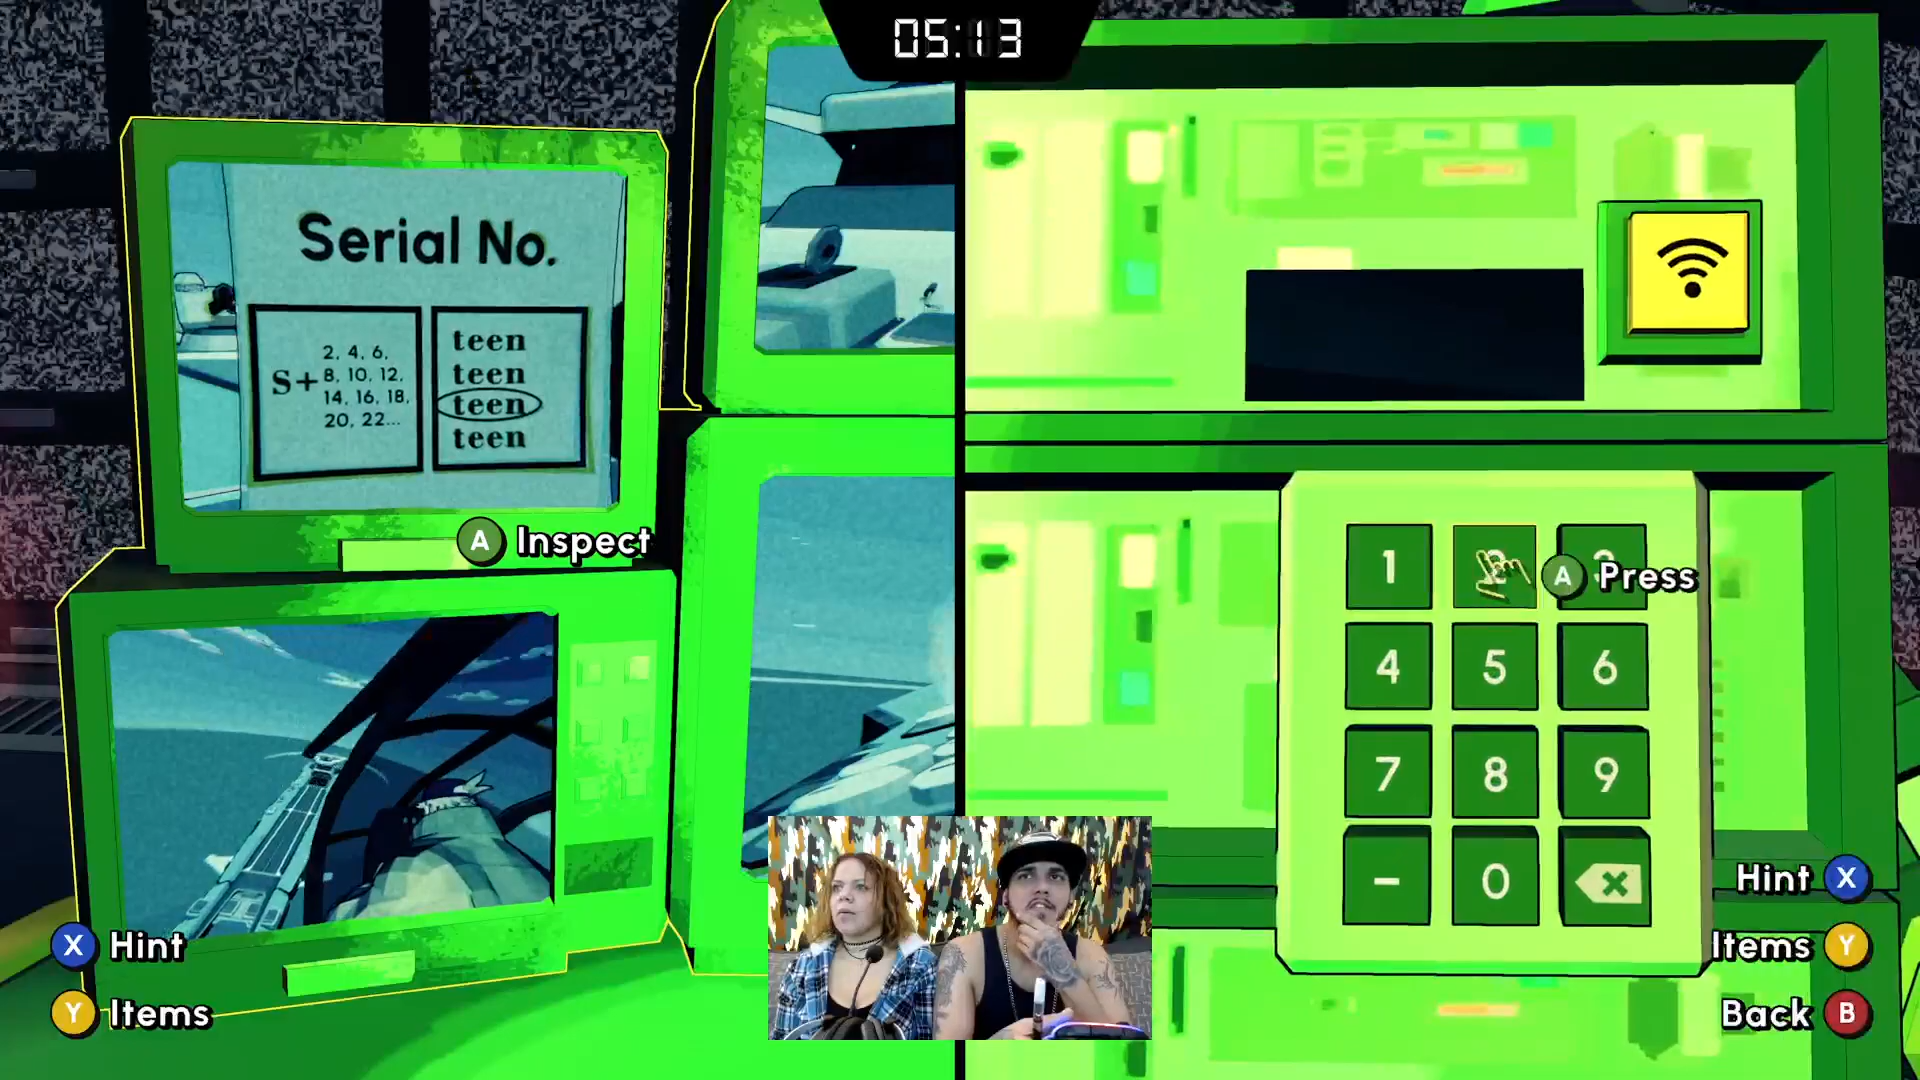 05:13
Serial No.
S+
2, 4, 6,
8, 10, 12,
14, 16, 18,
20, 22...
teen
teen
teen
teen
A Inspect
1
A Press
4 5 6
7 8 9
- 0
X Hint
Y Items
Hint X
Items Y
Back B